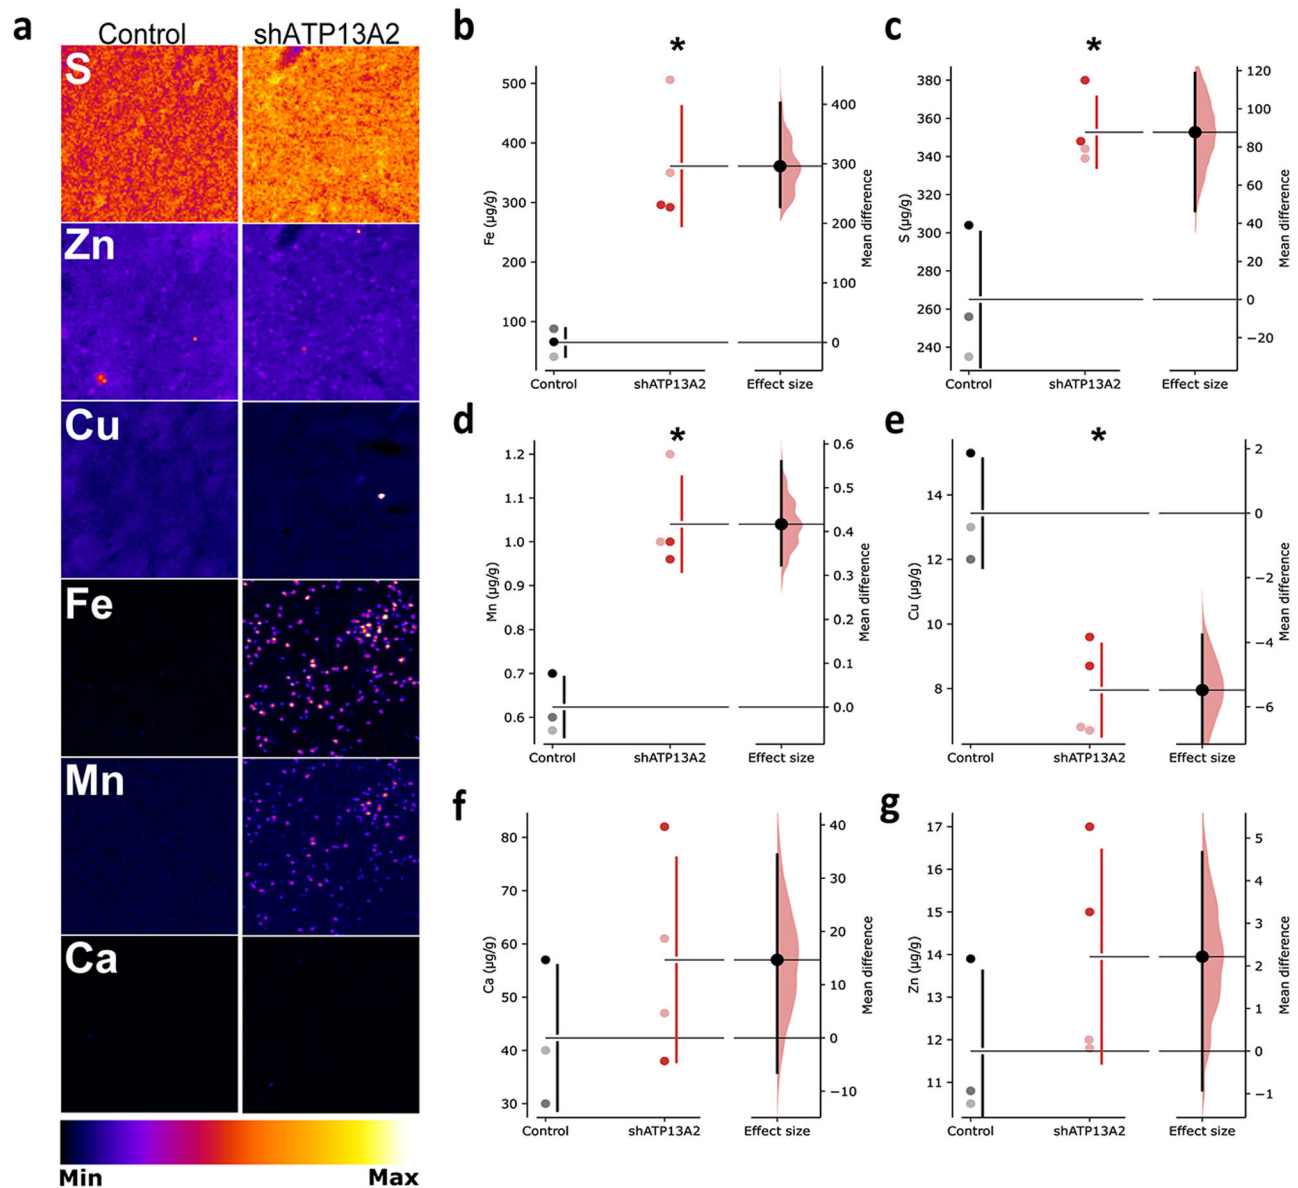 a
Control shATP13A2
S
Zn
Cu
Fe
Mn
Ca
Min Max
b
*
500
400
300
200
100
Fe (µg/g)
400
300
200
100
0
Mean difference
Control shATP13A2 Effect size
c
*
380
360
340
320
300
280
260
240
S (µg/g)
120
100
80
60
40
20
0
−20
Mean difference
Control shATP13A2 Effect size
d
*
1.2
1.1
1.0
0.9
0.8
0.7
0.6
Mn (µg/g)
0.6
0.5
0.4
0.3
0.2
0.1
0.0
Mean difference
Control shATP13A2 Effect size
e
*
14
12
10
8
Cu (µg/g)
2
0
−2
−4
−6
Mean difference
Control shATP13A2 Effect size
f
80
70
60
50
40
30
Ca (µg/g)
40
30
20
10
0
−10
Mean difference
Control shATP13A2 Effect size
g
17
16
15
14
13
12
11
Zn (µg/g)
5
4
3
2
1
0
−1
Mean difference
Control shATP13A2 Effect size